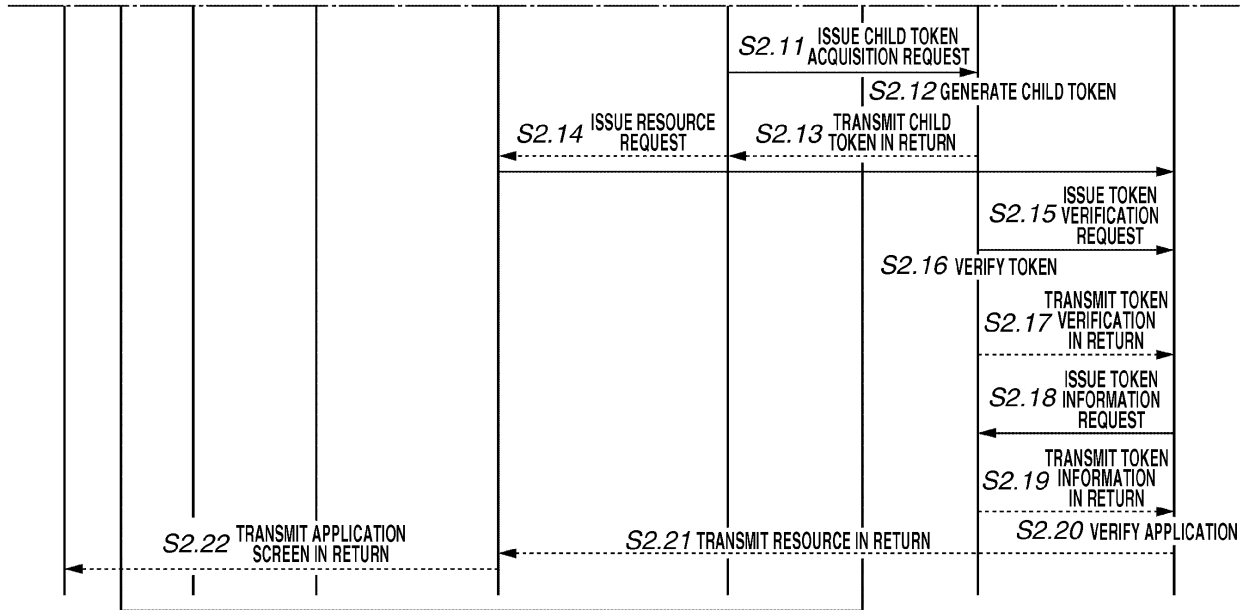 S2.11 ISSUE CHILD TOKEN
ACQUISITION REQUEST
S2.12 GENERATE CHILD TOKEN
S2.14 ISSUE RESOURCE
REQUEST
S2.13 TRANSMIT CHILD
TOKEN IN RETURN
S2.15 ISSUE TOKEN
VERIFICATION
REQUEST
S2.16 VERIFY TOKEN
S2.17 TRANSMIT TOKEN
VERIFICATION
IN RETURN
S2.18 ISSUE TOKEN
INFORMATION
REQUEST
S2.19 TRANSMIT TOKEN
INFORMATION
IN RETURN
S2.20 VERIFY APPLICATION
S2.21 TRANSMIT RESOURCE IN RETURN
S2.22 TRANSMIT APPLICATION
SCREEN IN RETURN